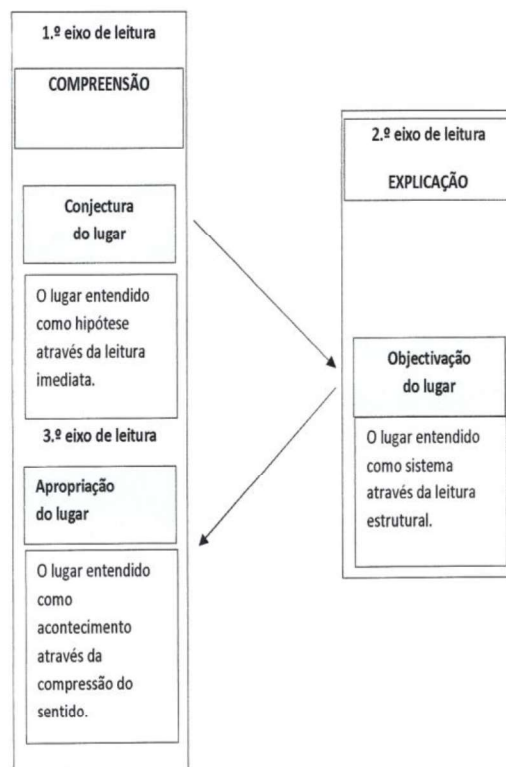 1.º eixo de leitura
COMPREENSÃO
Conjectura
do lugar
O lugar entendido
como hipótese
através da leitura
imediata.
3.º eixo de leitura
Apropriação
do lugar
O lugar entendido
como
acontecimento
através da
compressão do
sentido.
2.º eixo de leitura
EXPLICAÇÃO
Objectivação
do lugar
O lugar entendido
como sistema
através da leitura
estrutural.